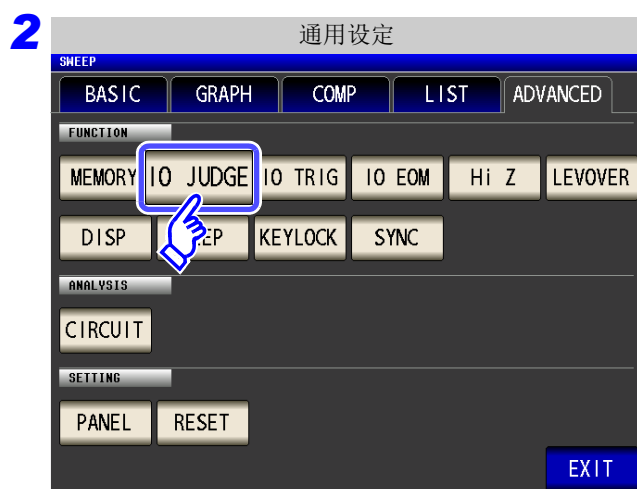 2
通用设定
SWEEP
BASIC GRAPH COMP LIST ADVANCED
FUNCTION
MEMORY IO JUDGE IO TRIG IO EOM Hi Z LEVOVER
DISP KEYLOCK SYNC
ANALYSIS
CIRCUIT
SETTING
PANEL RESET
EXIT